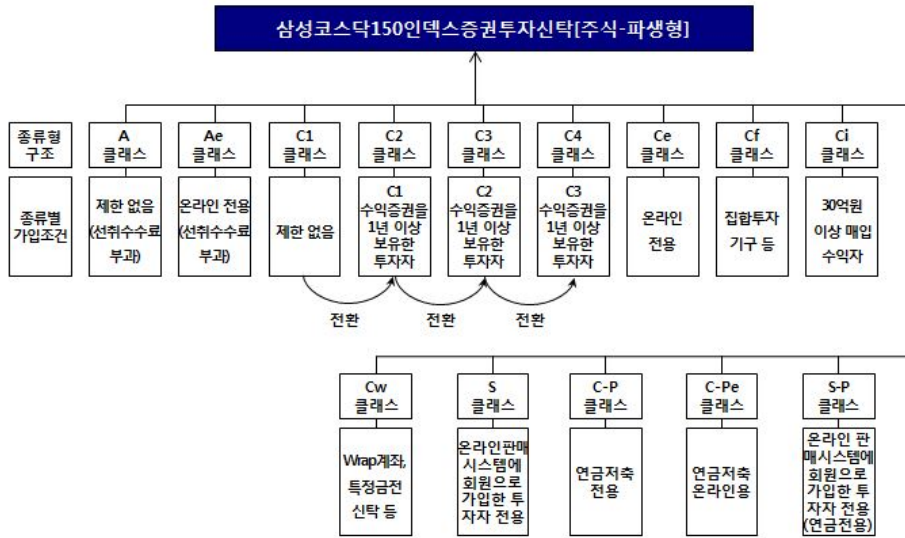 삼성코스닥150인덱스증권투자신탁[주식-파생형]
종류형
구조
A
클래스
Ae
클래스
C1
클래스
C2
클래스
C3
클래스
C4
클래스
Ce
클래스
Cf
클래스
Ci
클래스
종류별
가입조건
제한 없음
(선취수수료
부과)
온라인 전용
(선취수수료
부과)
제한 없음
C1
수익증권을
1년 이상
보유한
투자자
C2
수익증권을
1년 이상
보유한
투자자
C3
수익증권을
1년 이상
보유한
투자자
온라인
전용
집합투자
기구 등
30억원
이상 매입
수익자
전환
전환
전환
Cw
클래스
S
클래스
C-P
클래스
C-Pe
클래스
S-P
클래스
Wrap계좌,
특정금전
신탁 등
온라인판매
시스템에
회원으로
가입한 투
자자 전용
연금저축
전용
연금저축
온라인용
온라인 판
매시스템에
회원으로
가입한 투
자자 전용
(연금전용)